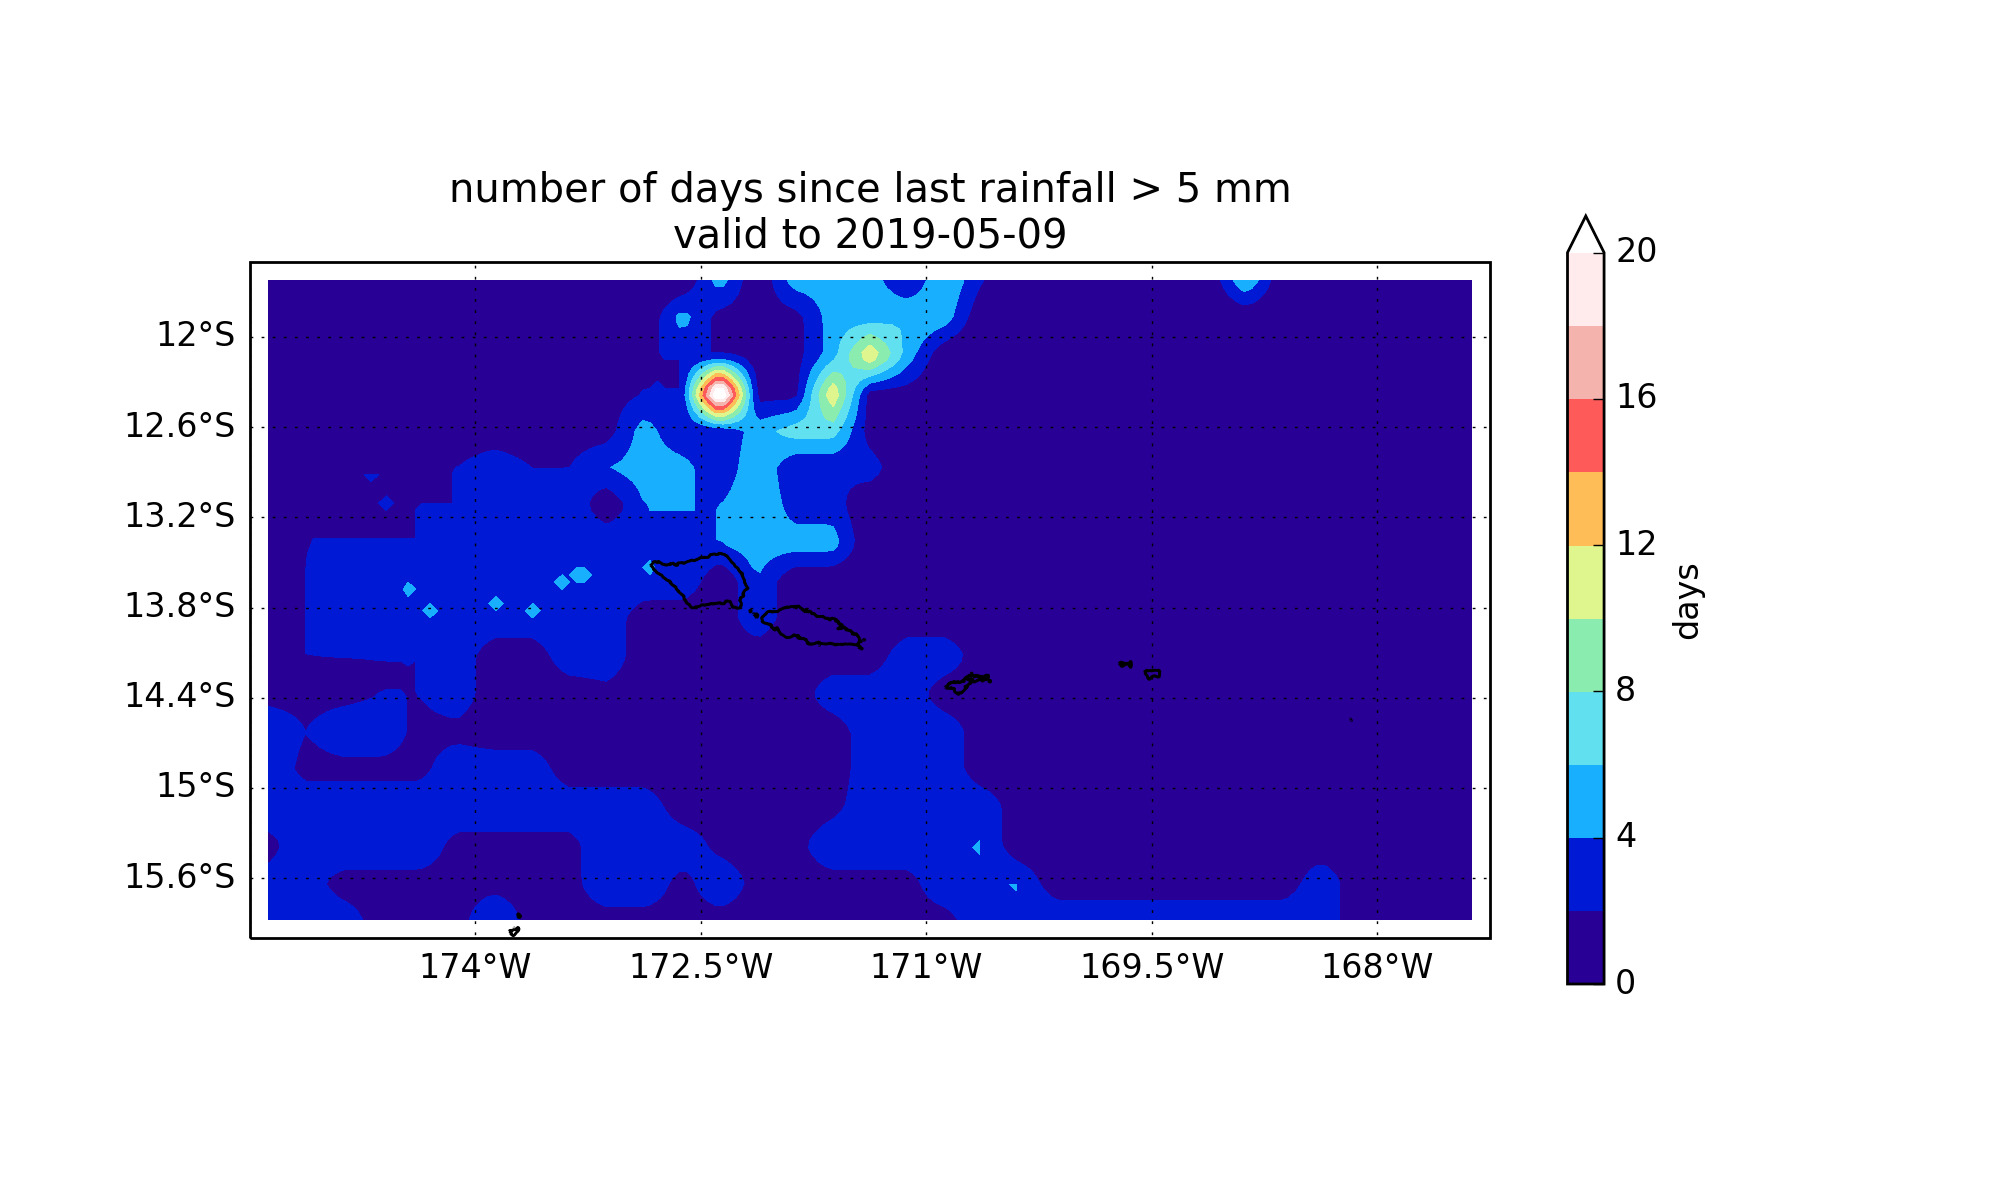 number of days since last rainfall > 5 mm
valid to 2019-05-09
12°S
12.6°S
13.2°S
13.8°S
14.4°S
15°S
15.6°S
174°W
172.5°W
171°W
169.5°W
168°W
20
16
12
8
4
0
days